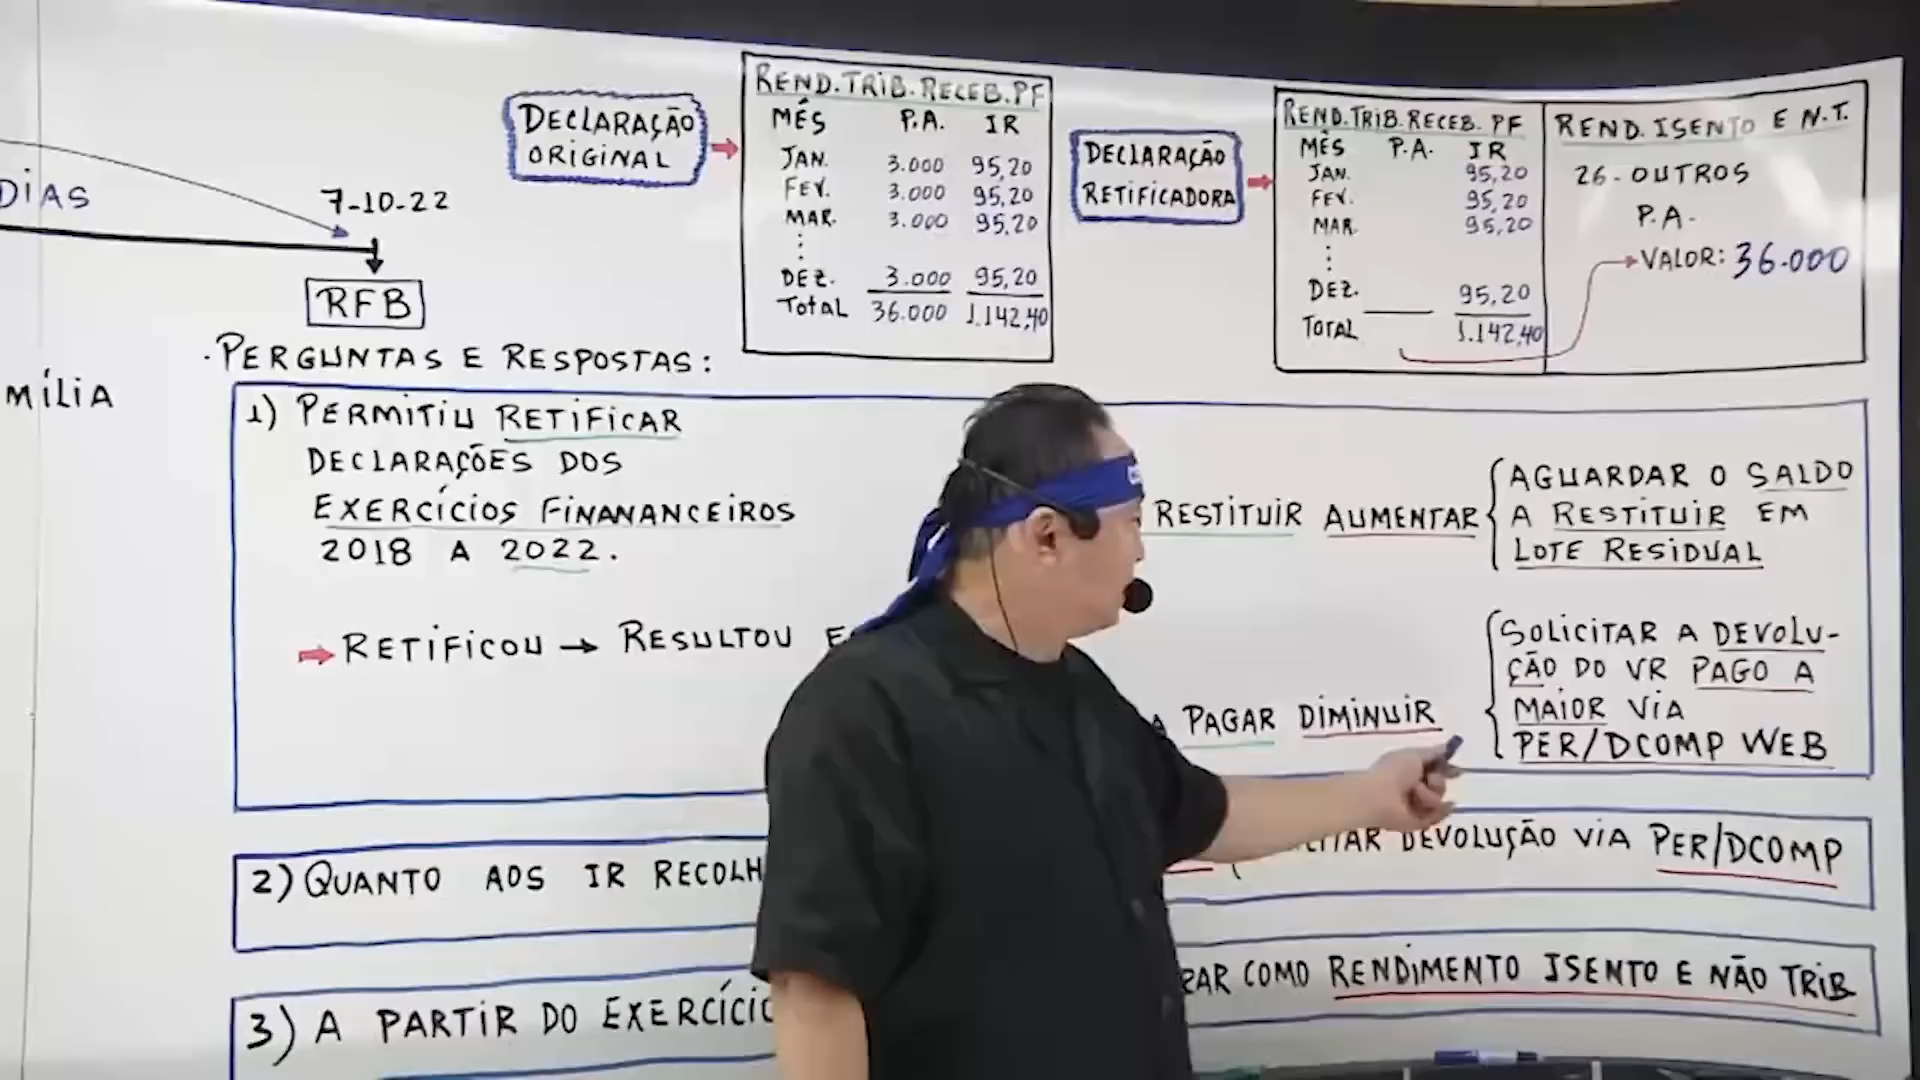 DIAS
7-10-22
RFB
MÍLIA
DECLARAÇÃO
ORIGINAL
REND.TRIB.RECEB.PF
MÊS P.A. IR
JAN. 3.000 95,20
FEV. 3.000 95,20
MAR. 3.000 95,20
DEZ. 3.000 95,20
TOTAL 36.000 1.142,40
DECLARAÇÃO
RETIFICADORA
REND.TRIB.RECEB.PF
MÊS P.A. IR
JAN. 95,20
FEV. 95,20
MAR. 95,20
DEZ. 95,20
TOTAL 1.142,40
REND.ISENTO E N.T.
26-OUTROS
P.A.
VALOR: 36.000
·PERGUNTAS E RESPOSTAS:
1) PERMITIU RETIFICAR
DECLARAÇÕES DOS
EXERCÍCIOS FINANANCEIROS
2018 A 2022.
RETIFICOU → RESULTOU
RESTITUIR AUMENTAR
AGUARDAR O SALDO
A RESTITUIR EM
LOTE RESIDUAL
A PAGAR DIMINUIR
SOLICITAR A DEVOLU-
ÇÃO DO VR PAGO A
MAIOR VIA
PER/DCOMP WEB
2) QUANTO AOS IR RECOLH
DEVOLUÇÃO VIA PER/DCOMP
3) A PARTIR DO EXERCÍCIO
RAR COMO RENDIMENTO ISENTO E NÃO TRIB